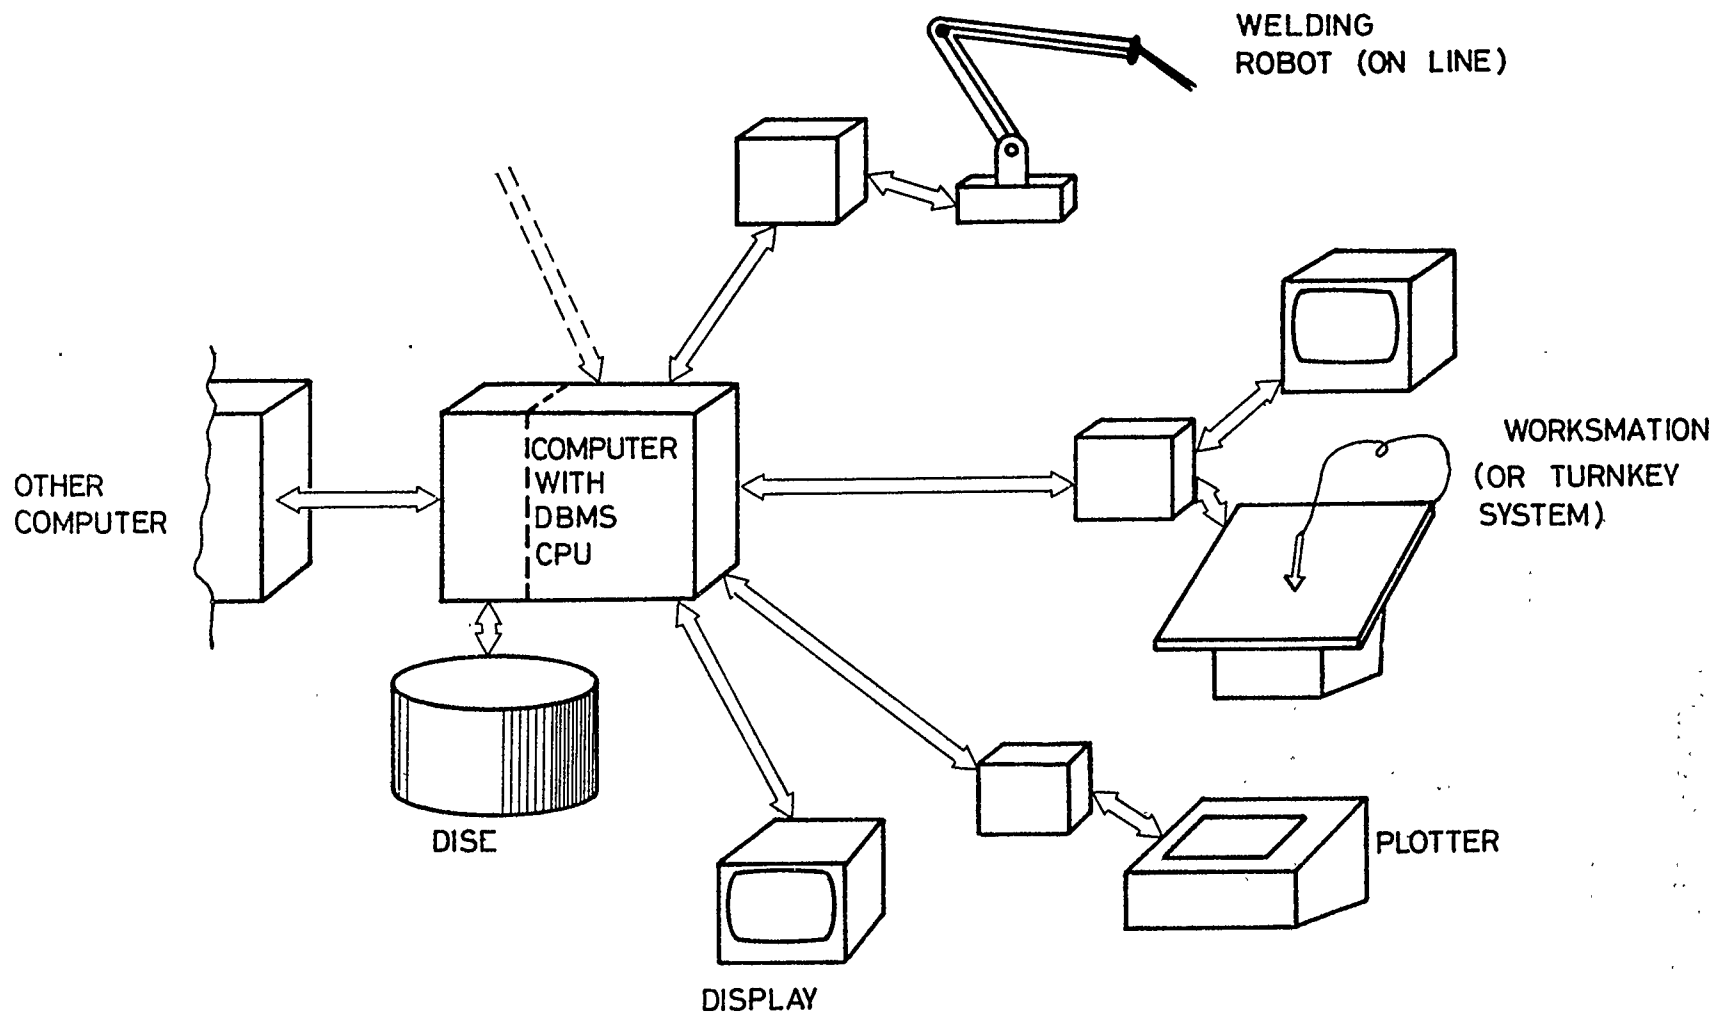 WELDING
ROBOT (ON LINE)
WORKSMATION
(OR TURNKEY
SYSTEM)
COMPUTER
WITH
DBMS
CPU
OTHER
COMPUTER
DISE
PLOTTER
DISPLAY